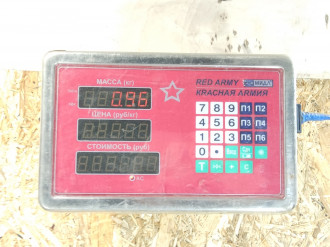 МАССА (кг)
0.96
ЦЕНА (руб/кг)
СТОИМОСТЬ (руб)
RED ARMY
КРАСНАЯ АRМИЯ
7 8 9 П1 П2
4 5 6 П3 П4
1 2 3 П5 П6
0
T C